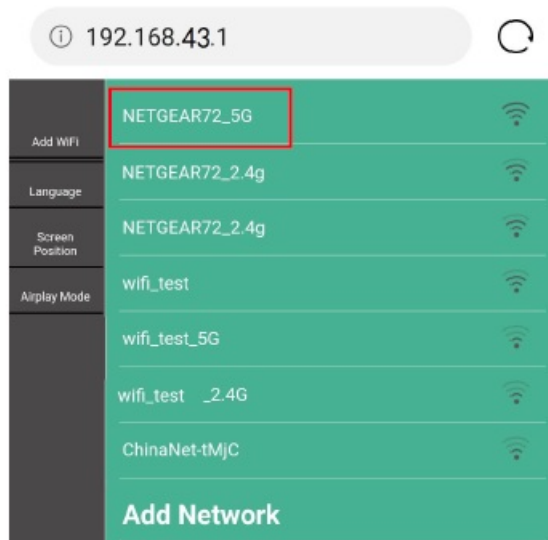 192.168.43.1
Add WiFi
Language
Screen
Position
Airplay Mode
NETGEAR72_5G
NETGEAR72_2.4g
NETGEAR72_2.4g
wifi_test
wifi_test_5G
wifi_test _2.4G
ChinaNet-tMjC
Add Network